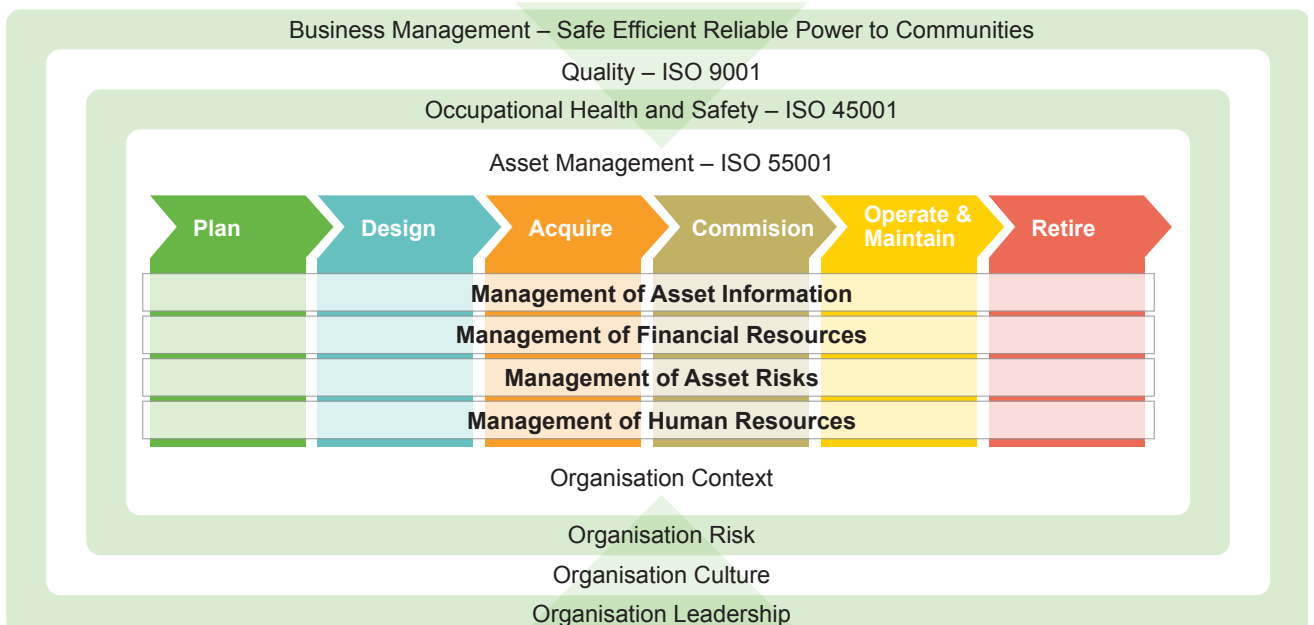 Business Management – Safe Efficient Reliable Power to Communities
Quality – ISO 9001
Occupational Health and Safety – ISO 45001
Asset Management – ISO 55001
Plan
Design
Acquire
Commision
Operate &
Maintain
Retire
Management of Asset Information
Management of Financial Resources
Management of Asset Risks
Management of Human Resources
Organisation Context
Organisation Risk
Organisation Culture
Organisation Leadership